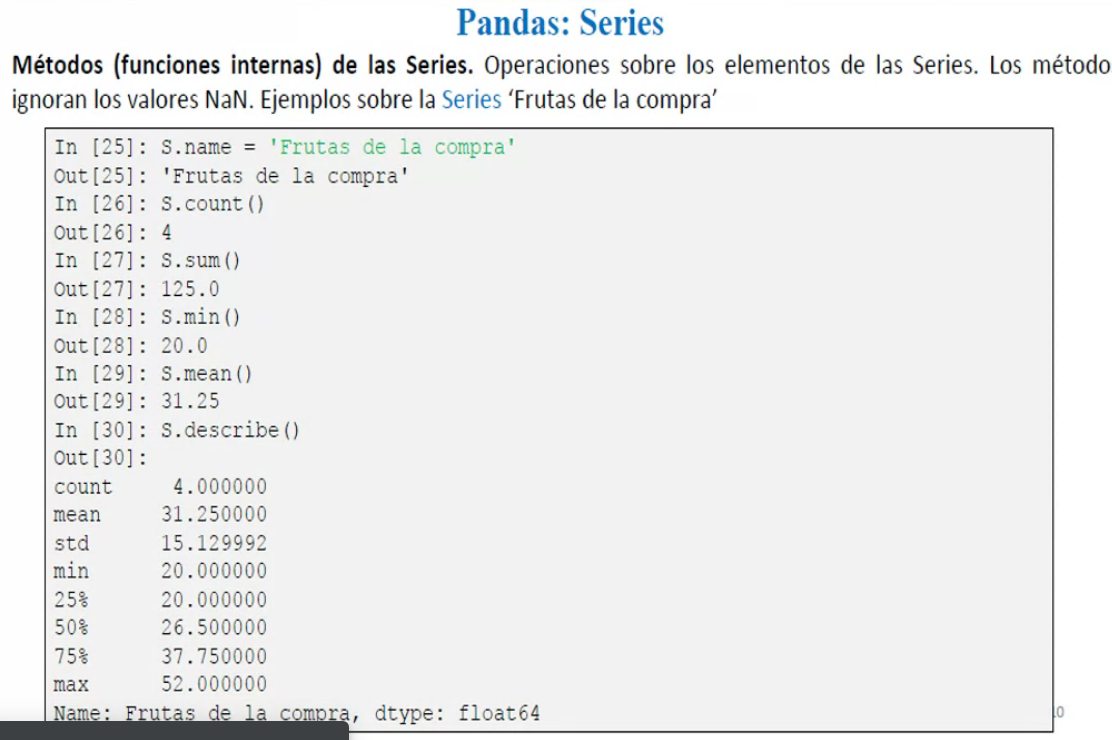 Pandas: Series
Métodos (funciones internas) de las Series. Operaciones sobre los elementos de las Series. Los método
ignoran los valores NaN. Ejemplos sobre la Series ‘Frutas de la compra’
In [25]: S.name = 'Frutas de la compra'
Out[25]: 'Frutas de la compra'
In [26]: S.count()
Out[26]: 4
In [27]: S.sum()
Out[27]: 125.0
In [28]: S.min()
Out[28]: 20.0
In [29]: S.mean()
Out[29]: 31.25
In [30]: S.describe()
Out[30]:
count 4.000000
mean 31.250000
std 15.129992
min 20.000000
25% 20.000000
50% 26.500000
75% 37.750000
max 52.000000
Name: Frutas de la compra, dtype: float64